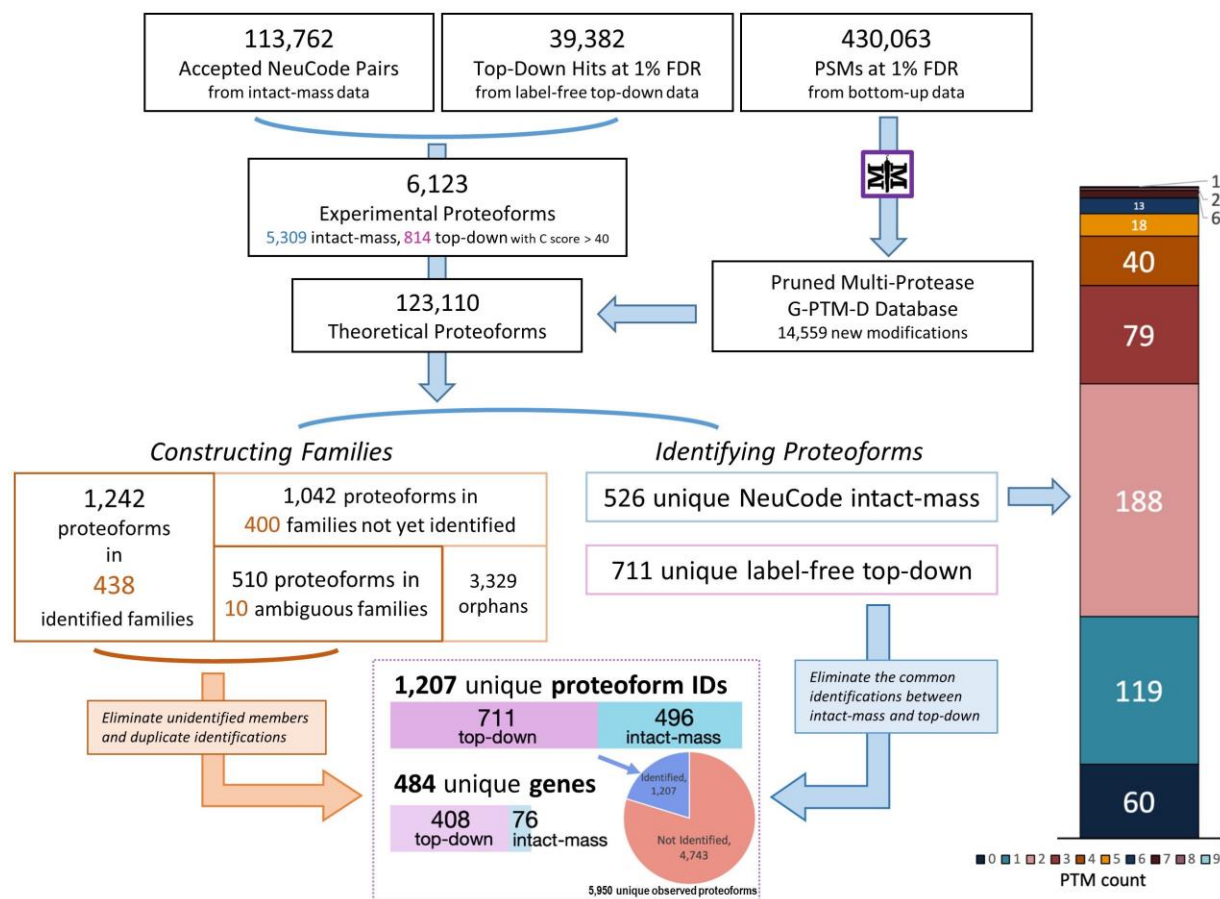 113,762
Accepted NeuCode Pairs
from intact-mass data
39,382
Top-Down Hits at 1% FDR
from label-free top-down data
430,063
PSMs at 1% FDR
from bottom-up data
6,123
Experimental Proteoforms
5,309 intact-mass, 814 top-down with C score > 40
123,110
Theoretical Proteoforms
Pruned Multi-Protease
G-PTM-D Database
14,559 new modifications
Constructing Families
1,242
proteoforms
in
438
identified families
1,042 proteoforms in
400 families not yet identified
510 proteoforms in
10 ambiguous families
3,329
orphans
Identifying Proteoforms
526 unique NeuCode intact-mass
711 unique label-free top-down
Eliminate unidentified members
and duplicate identifications
Eliminate the common
identifications between
intact-mass and top-down
1,207 unique proteoform IDs
711
top-down
496
intact-mass
484 unique genes
408
top-down
76
intact-mass
Identified,
1,207
Not Identified,
4,743
5,950 unique observed proteoforms
1
2
6
13
18
40
79
188
119
60
0 1 2 3 4 5 6 7 8 9
PTM count